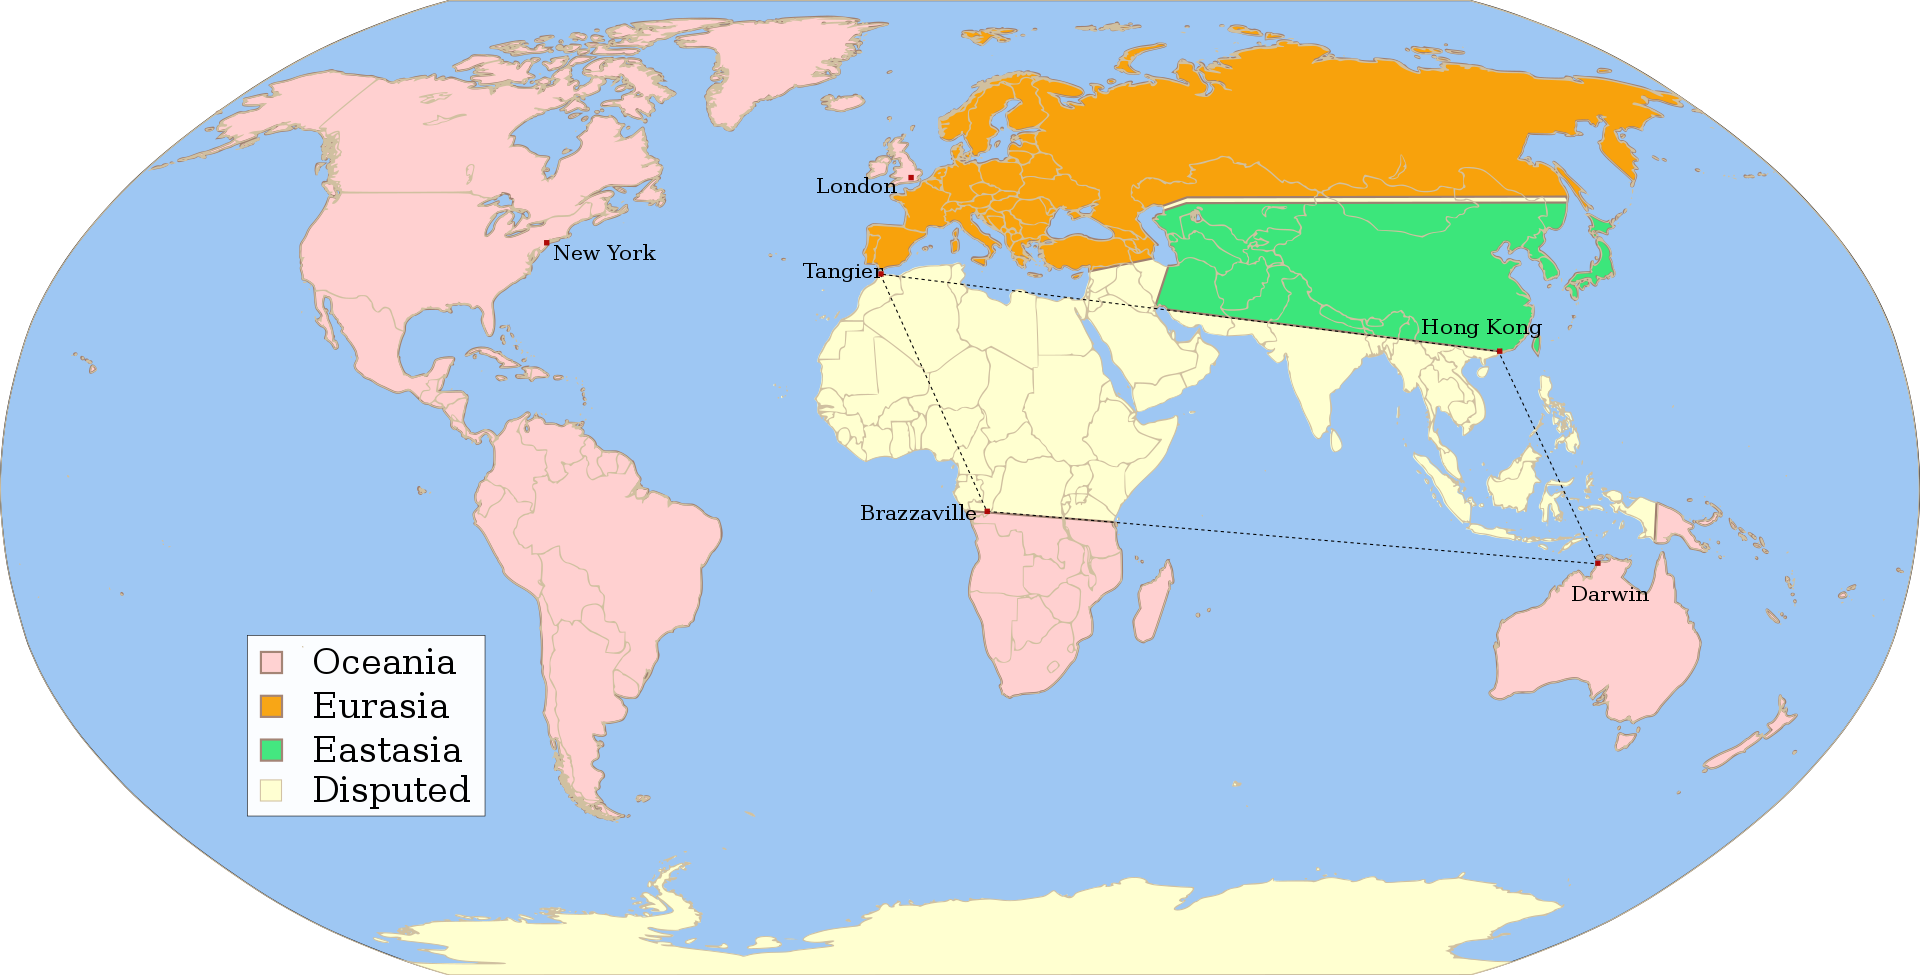 London
New York
Tangier
Hong Kong
Brazzaville
Darwin
Oceania
Eurasia
Eastasia
Disputed